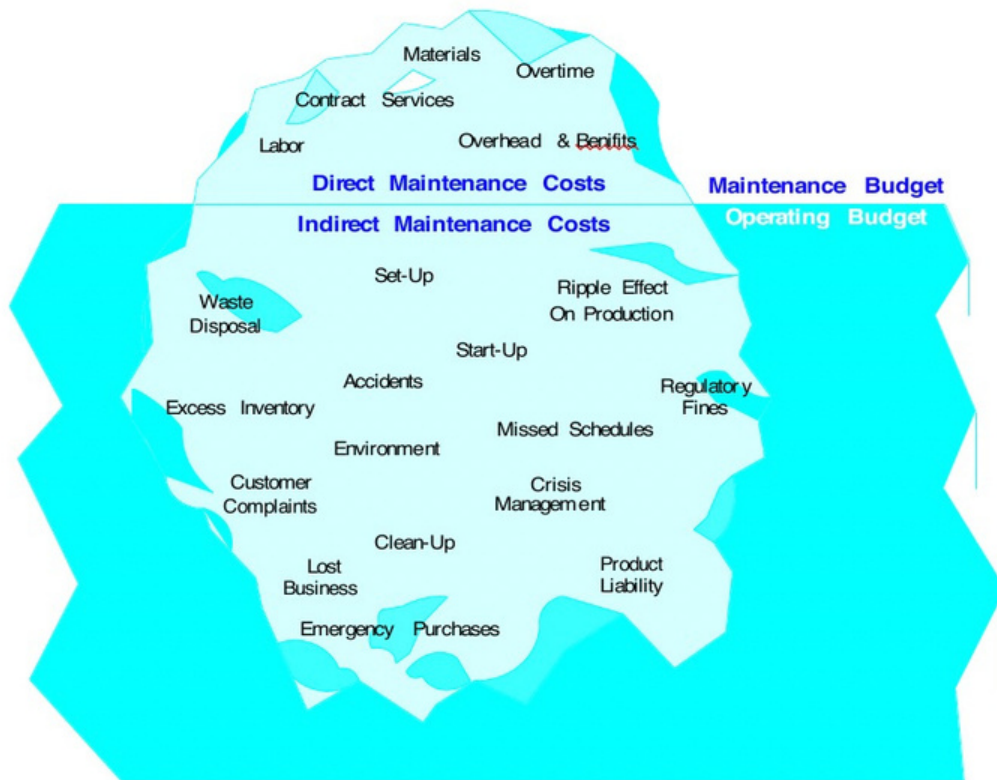 Materials
Overtime
Contract Services
Labor
Overhead & Benifits
Direct Maintenance Costs
Maintenance Budget
Indirect Maintenance Costs
Operating Budget
Set-Up
Ripple Effect
On Production
Waste
Disposal
Start-Up
Accidents
Regulatory
Fines
Excess Inventory
Missed Schedules
Environment
Customer
Complaints
Crisis
Management
Clean-Up
Lost
Business
Product
Liability
Emergency Purchases